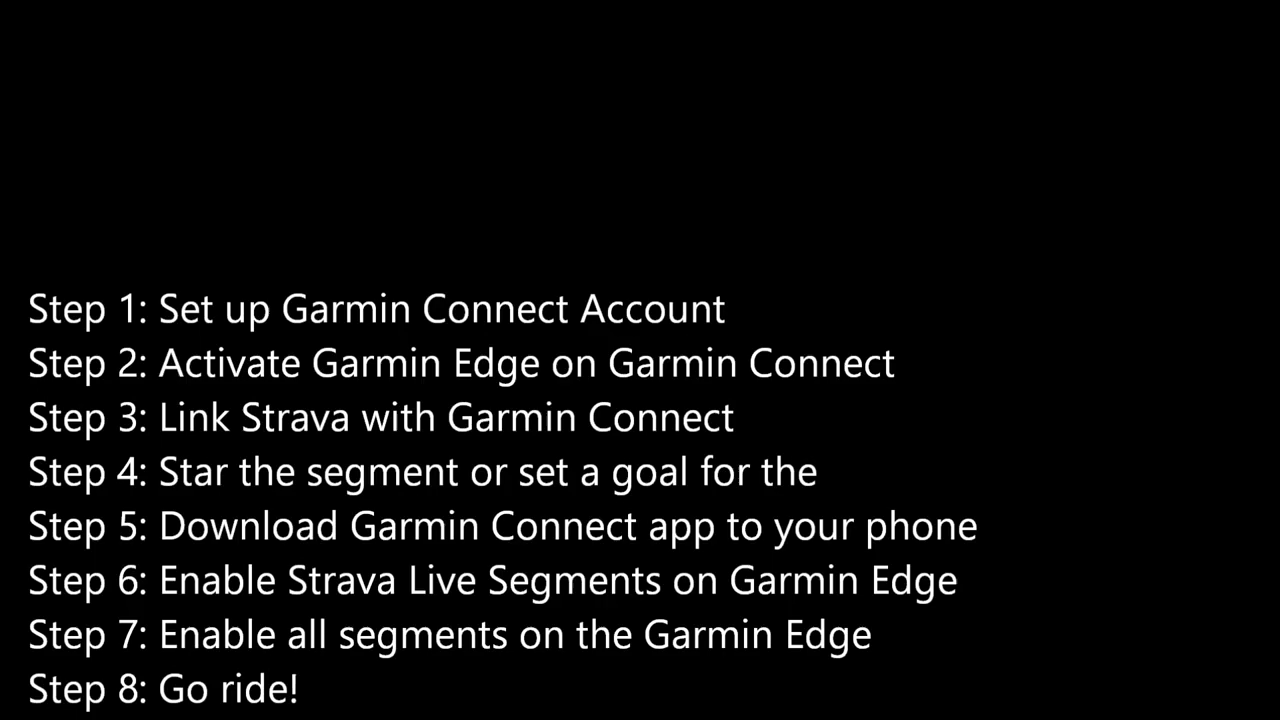 Step 1: Set up Garmin Connect Account
Step 2: Activate Garmin Edge on Garmin Connect
Step 3: Link Strava with Garmin Connect
Step 4: Star the segment or set a goal for the
Step 5: Download Garmin Connect app to your phone
Step 6: Enable Strava Live Segments on Garmin Edge
Step 7: Enable all segments on the Garmin Edge
Step 8: Go ride!